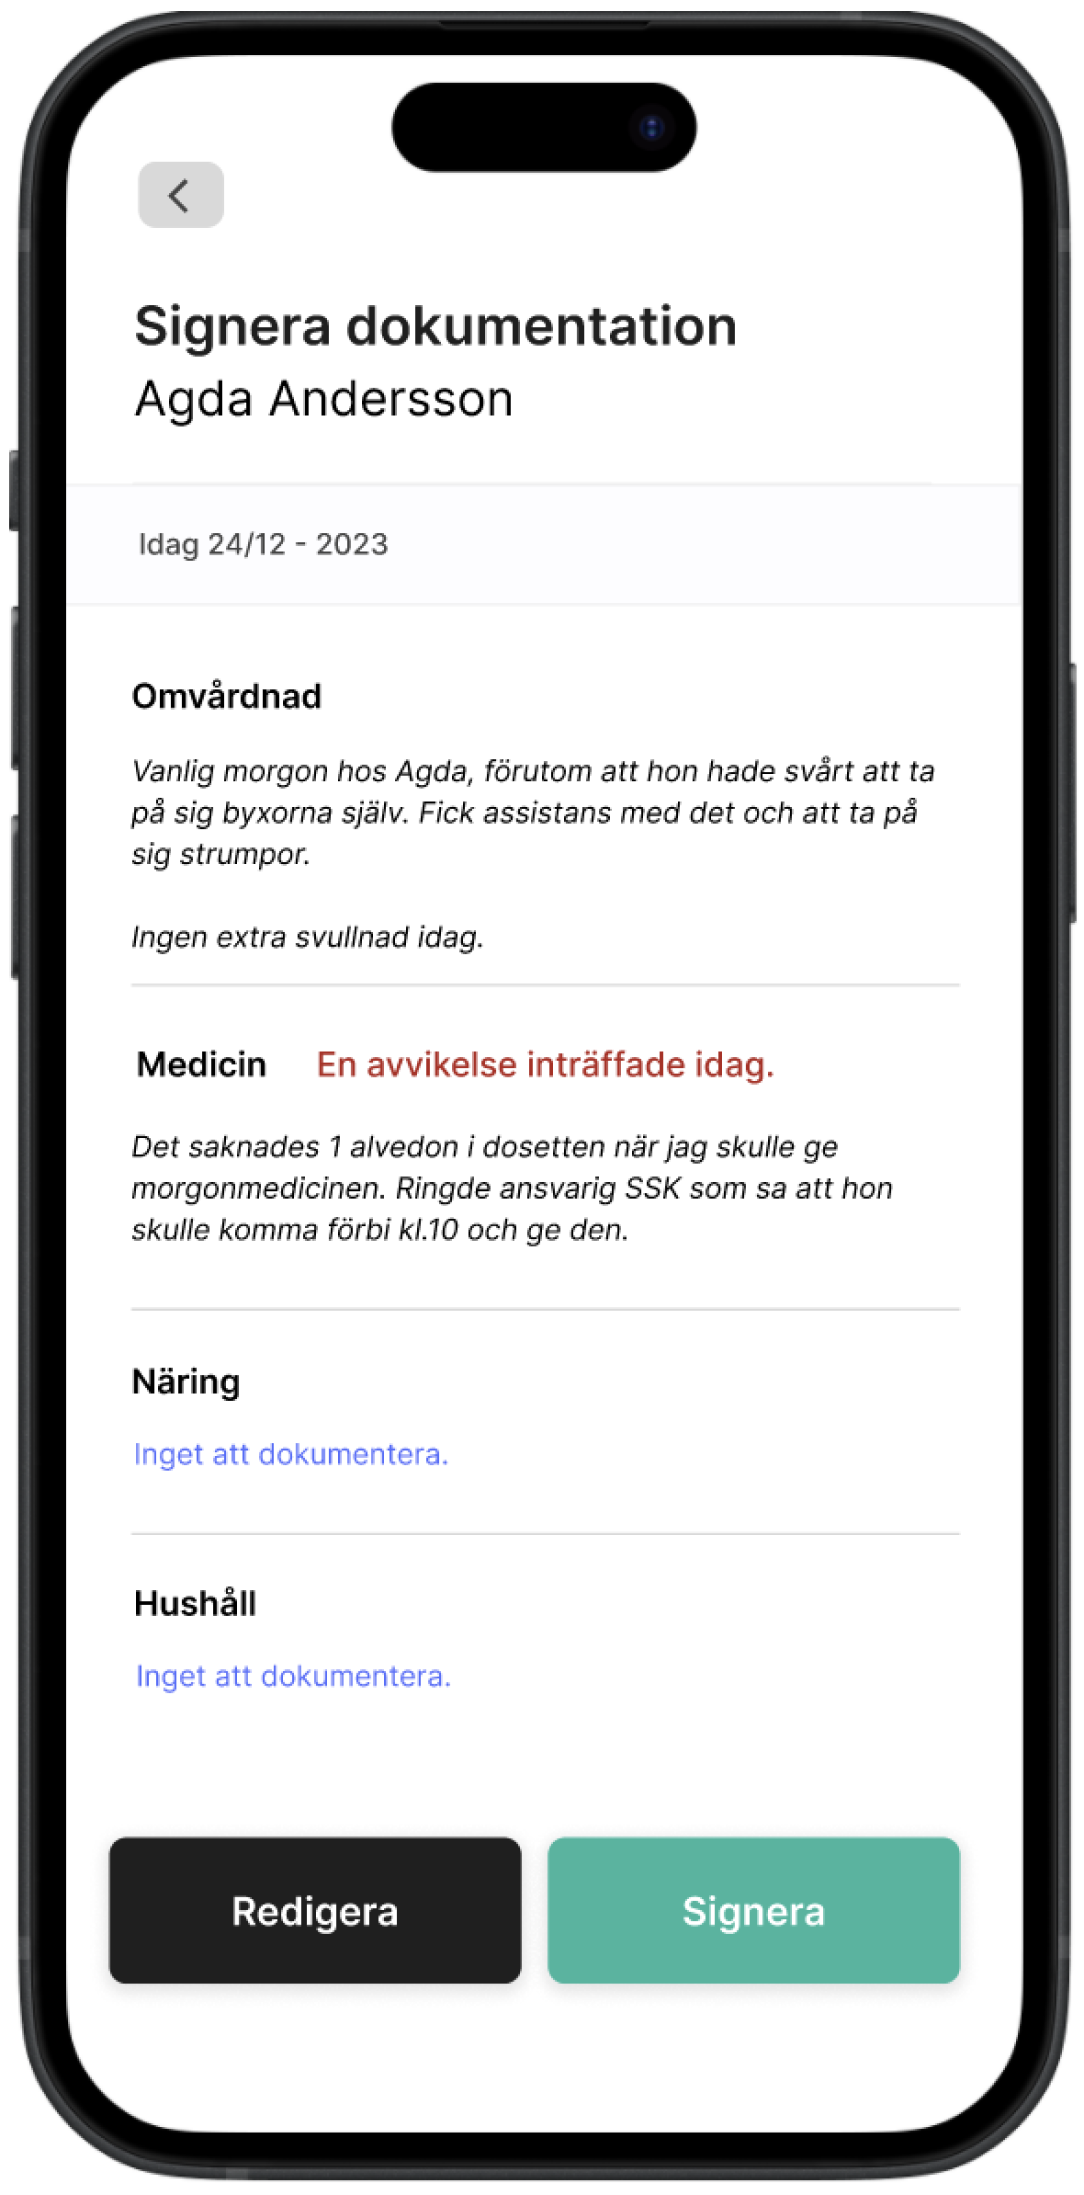 Signera dokumentation
Agda Andersson
Idag 24/12 - 2023
Omvårdnad
Vanlig morgon hos Agda, förutom att hon hade svårt att ta
på sig byxorna själv. Fick assistans med det och att ta på
sig strumpor.
Ingen extra svullnad idag.
Medicin En avvikelse inträffade idag.
Det saknades 1 alvedon i dosetten när jag skulle ge
morgonmedicinen. Ringde ansvarig SSK som sa att hon
skulle komma förbi kl.10 och ge den.
Näring
Inget att dokumentera.
Hushåll
Inget att dokumentera.
Redigera Signera